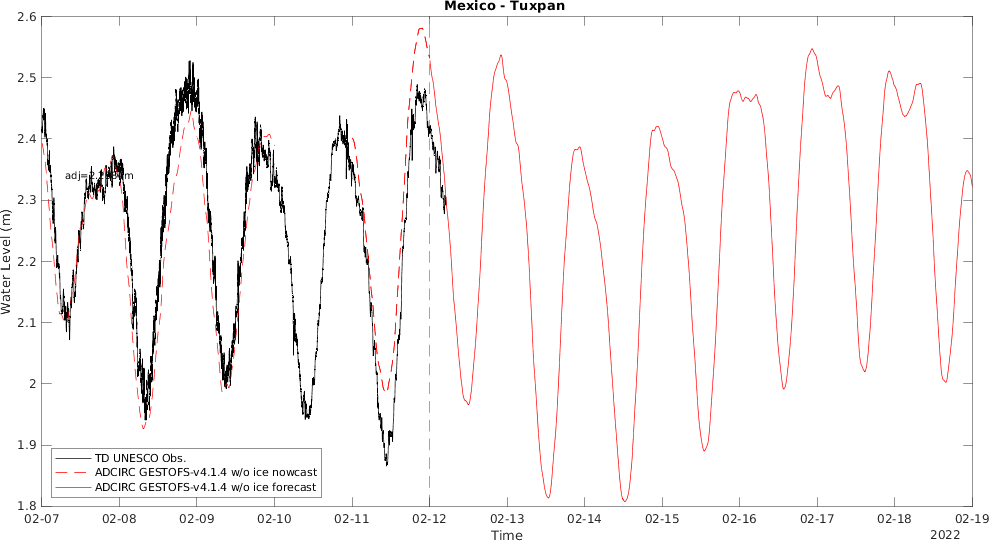 Mexico - Tuxpan
2.6
2.5
2.4
2.3
2.2
2.1
2
1.9
1.8
Water Level (m)
TD UNESCO Obs.
ADCIRC GESTOFS-v4.1.4 w/o ice nowcast
ADCIRC GESTOFS-v4.1.4 w/o ice forecast
02-07 02-08 02-09 02-10 02-11 02-12 02-13 02-14 02-15 02-16 02-17 02-18 02-19
Time
2022